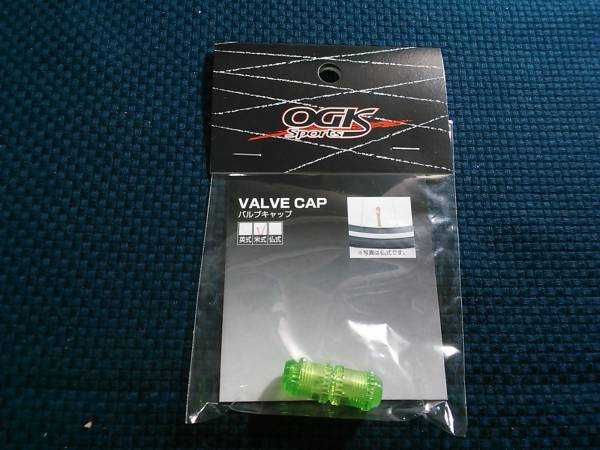 OGK
Sports
VALVE CAP
バルブキャップ
英式 米式 仏式
※写真は仏式です。